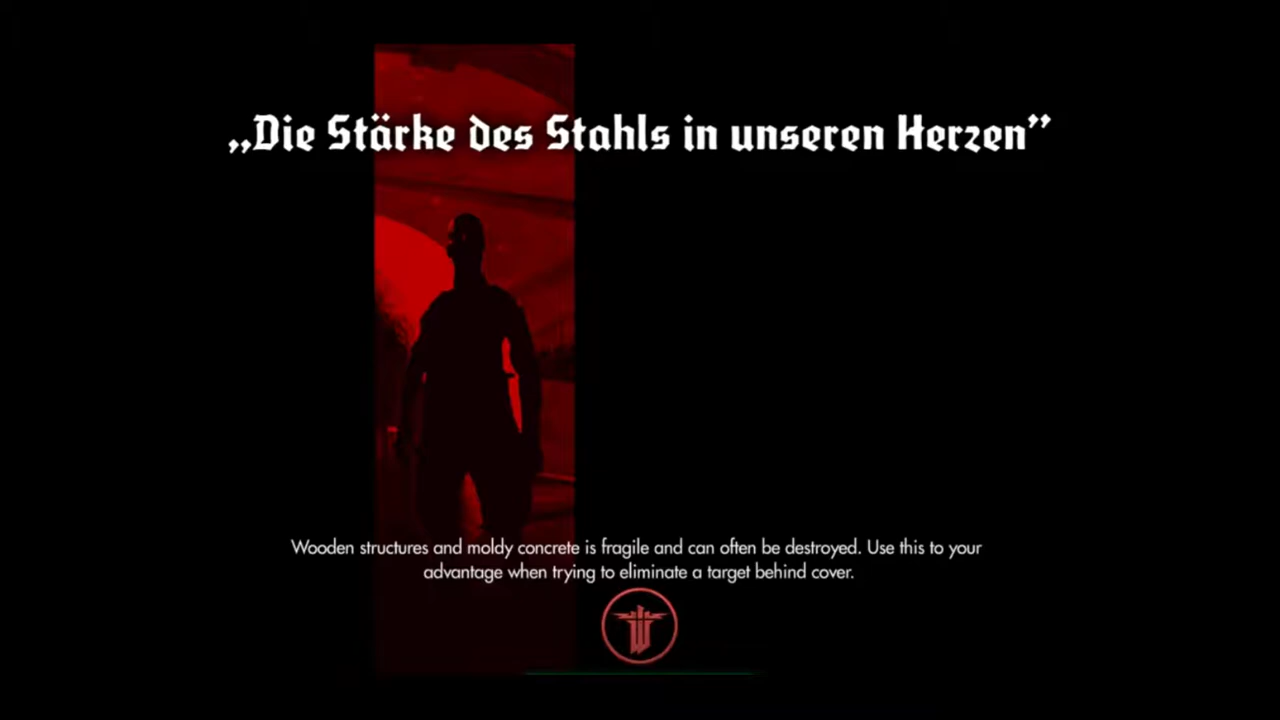 „Die Stärke des Stahls in unseren Herzen”
Wooden structures and moldy concrete is fragile and can often be destroyed. Use this to your
advantage when trying to eliminate a target behind cover.